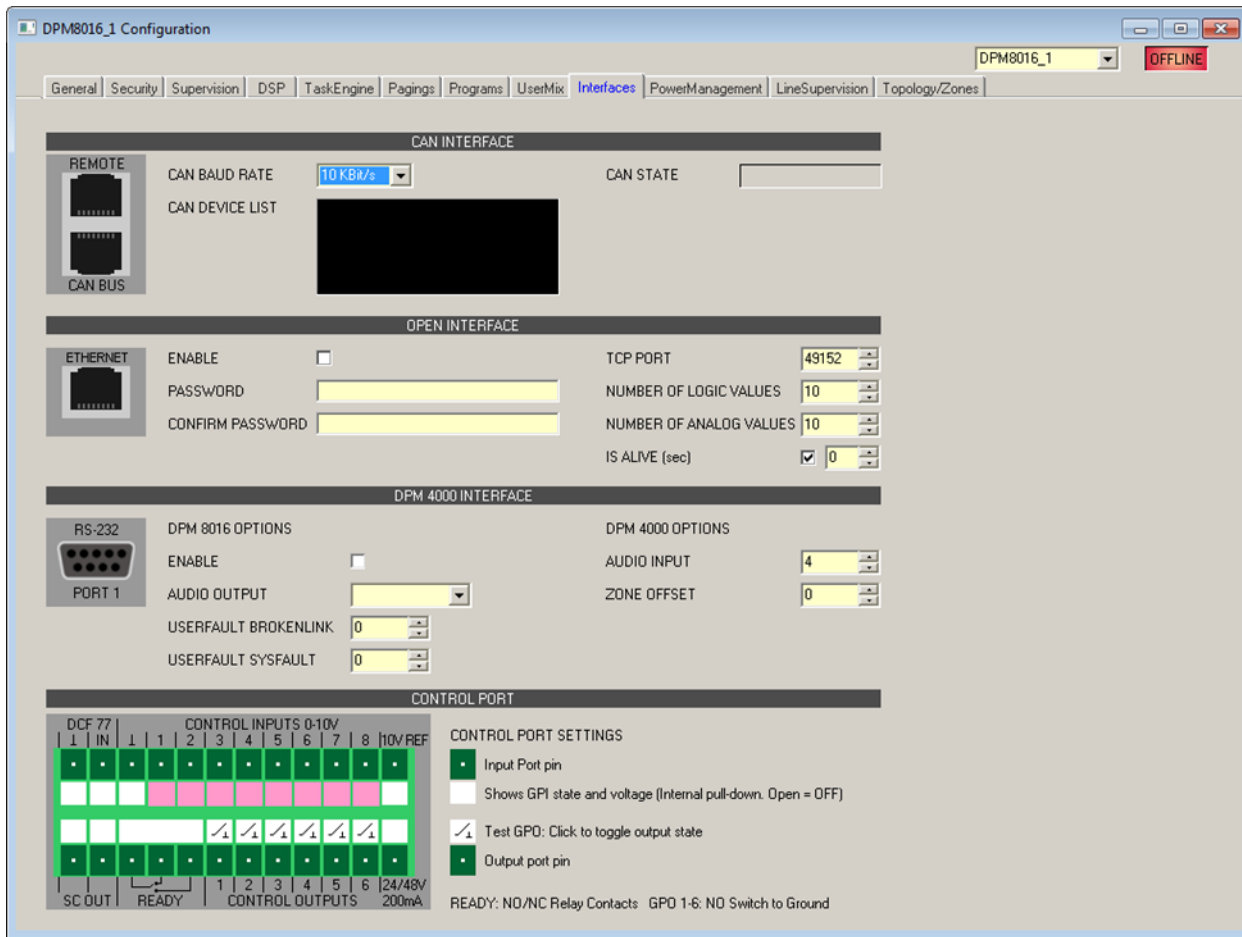 DPM8016_1 Configuration
DPM8016_1 OFFLINE
General Security Supervision DSP TaskEngine Pagings Programs UserMix Interfaces PowerManagement LineSupervision Topology/Zones
CAN INTERFACE
REMOTE
CAN BAUD RATE 10 KBit/s CAN STATE
CAN DEVICE LIST
CAN BUS
OPEN INTERFACE
ETHERNET ENABLE TCP PORT 49152
PASSWORD NUMBER OF LOGIC VALUES 10
CONFIRM PASSWORD NUMBER OF ANALOG VALUES 10
IS ALIVE (sec) 0
DPM 4000 INTERFACE
RS-232 DPM 8016 OPTIONS DPM 4000 OPTIONS
ENABLE AUDIO INPUT 4
PORT 1 AUDIO OUTPUT ZONE OFFSET 0
USERFAULT BROKENLINK 0
USERFAULT SYSFAULT 0
CONTROL PORT
DCF 77 CONTROL INPUTS 0-10V
⊥ IN ⊥ 1 2 3 4 5 6 7 8 10V REF
CONTROL PORT SETTINGS
Input Port pin
Shows GPI state and voltage (Internal pull-down. Open = OFF)
Test GPO: Click to toggle output state
Output port pin
1 2 3 4 5 6 24/48V
SC OUT READY CONTROL OUTPUTS 200mA
READY: NO/NC Relay Contacts GPO 1-6: NO Switch to Ground